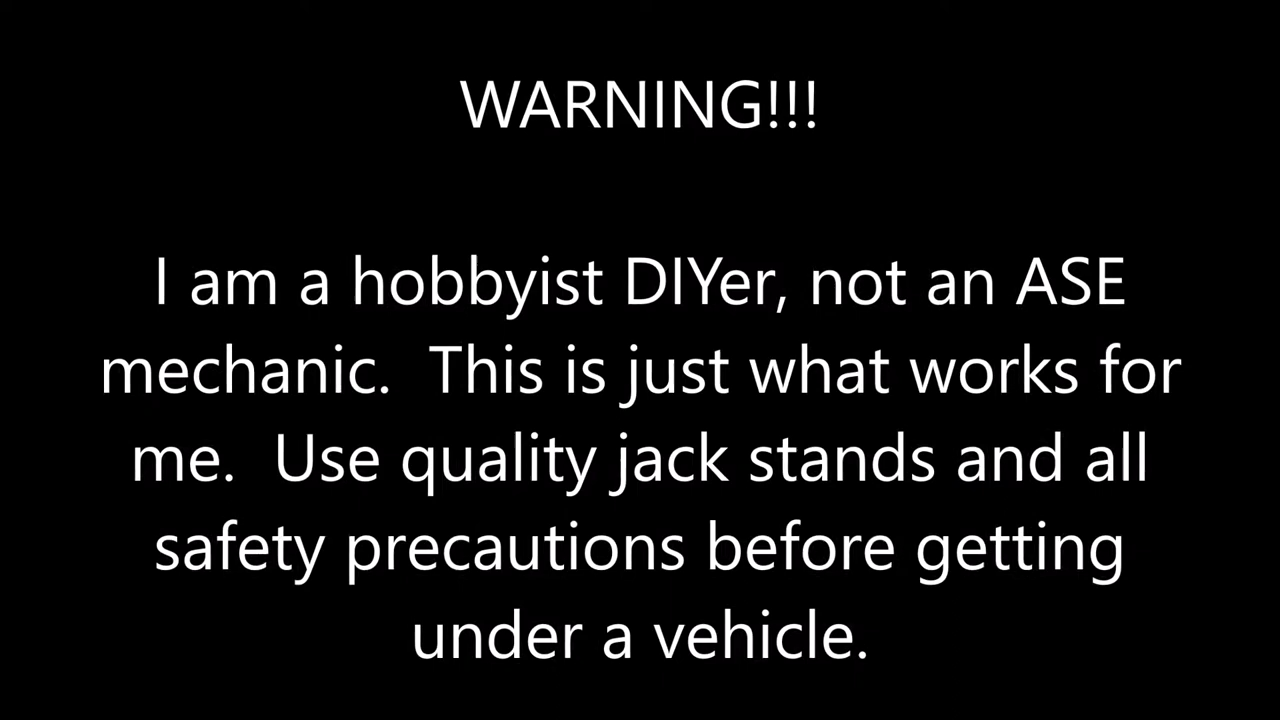 WARNING!!!
I am a hobbyist DIYer, not an ASE
mechanic.  This is just what works for
me.  Use quality jack stands and all
safety precautions before getting
under a vehicle.